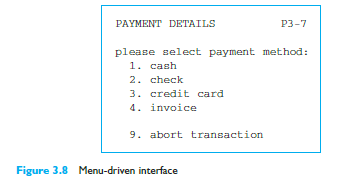 PAYMENT DETAILS P3-7
please select payment method:
1. cash
2. check
3. credit card
4. invoice
9. abort transaction
Figure 3.8 Menu-driven interface